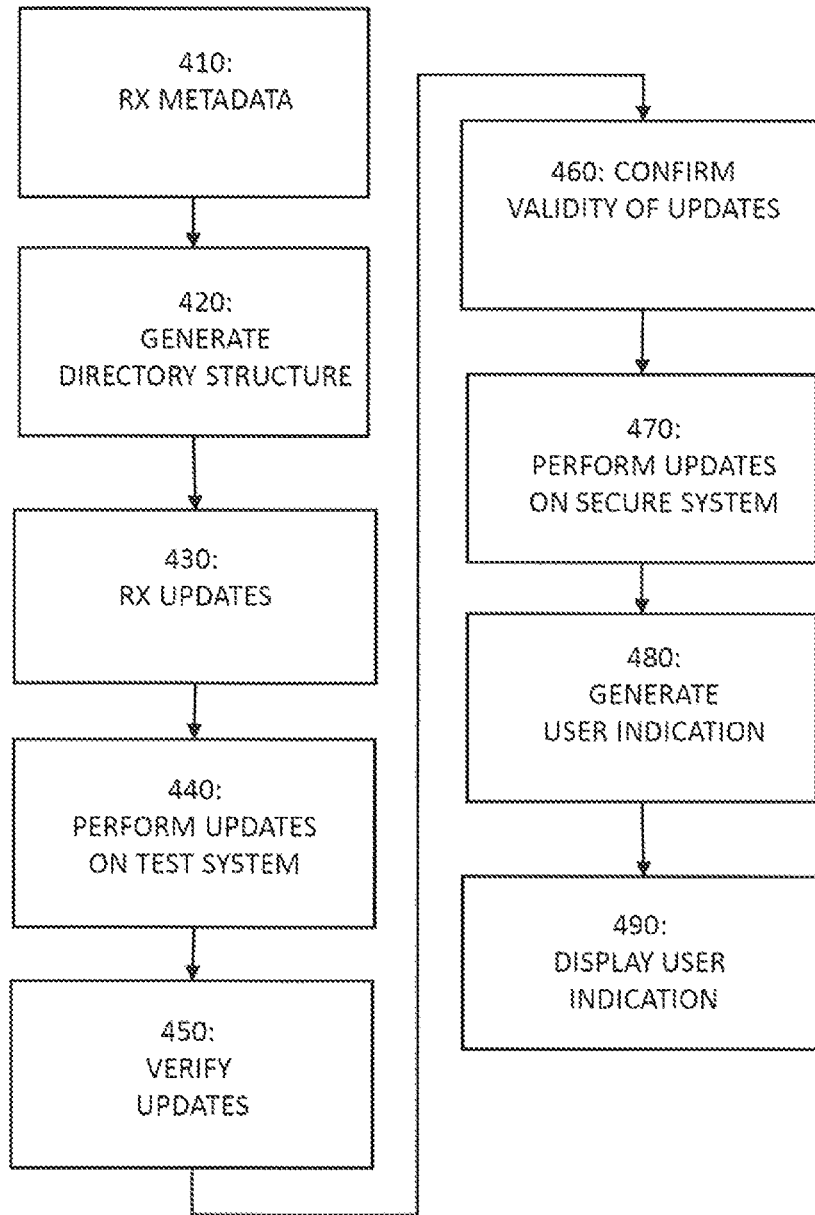 410:
RX METADATA
420:
GENERATE
DIRECTORY STRUCTURE
430:
RX UPDATES
440:
PERFORM UPDATES
ON TEST SYSTEM
450:
VERIFY
UPDATES
460: CONFIRM
VALIDITY OF UPDATES
470:
PERFORM UPDATES
ON SECURE SYSTEM
480:
GENERATE
USER INDICATION
490:
DISPLAY USER
INDICATION